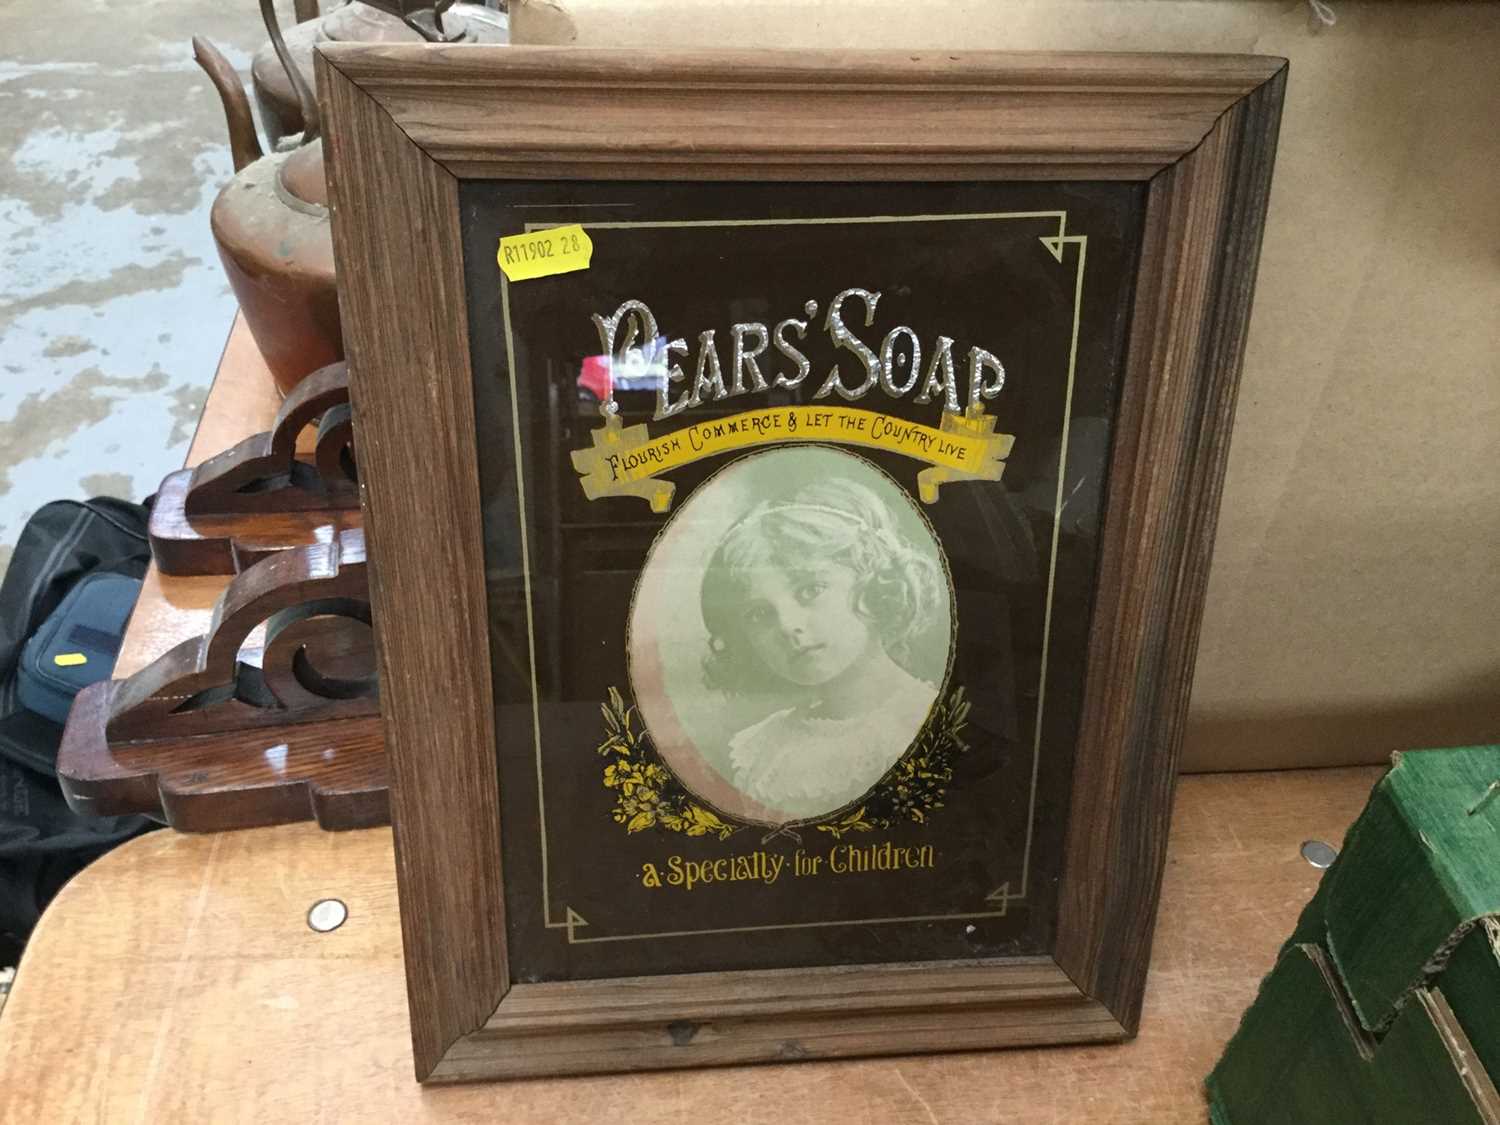 R11902 28
PEARS' SOAP
FLOURISH COMMERCE & LET THE COUNTRY LIVE
a·Specialty·for·Children